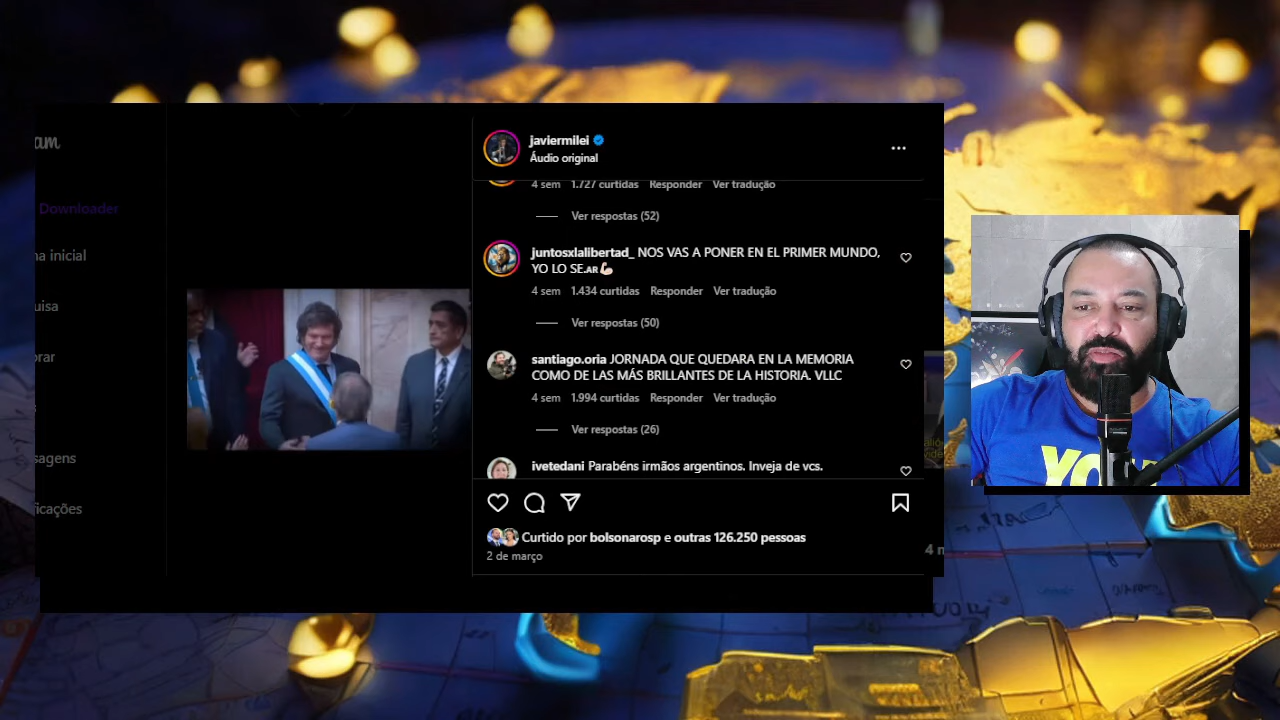 am
Downloader
na inicial
uisa
orar
s
sagens
ficações
javiermilei
Áudio original
4 sem 1.727 curtidas Responder Ver tradução
Ver respostas (52)
juntosxlalibertad_ NOS VAS A PONER EN EL PRIMER MUNDO,
YO LO SE.AR💪🏻
4 sem 1.434 curtidas Responder Ver tradução
Ver respostas (50)
santiago.oria JORNADA QUE QUEDARA EN LA MEMORIA
COMO DE LAS MÁS BRILLANTES DE LA HISTORIA. VLLC
4 sem 1.994 curtidas Responder Ver tradução
Ver respostas (26)
ivetedani Parabéns irmãos argentinos. Inveja de vcs.
Curtido por bolsonarosp e outras 126.250 pessoas
2 de março